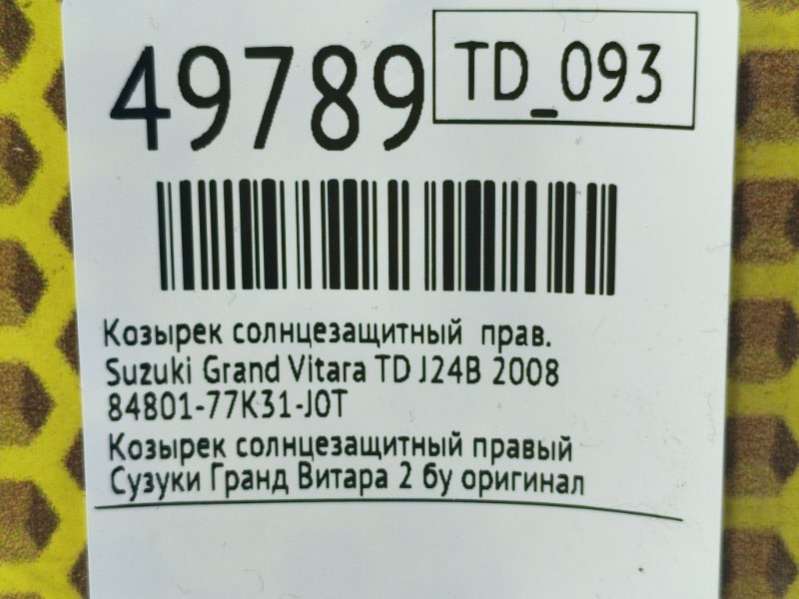 49789
TD_093
Козырек солнцезащитный прав.
Suzuki Grand Vitara TD J24B 2008
84801-77K31-J0T
Козырек солнцезащитный правый
Сузуки Гранд Витара 2 бу оригинал